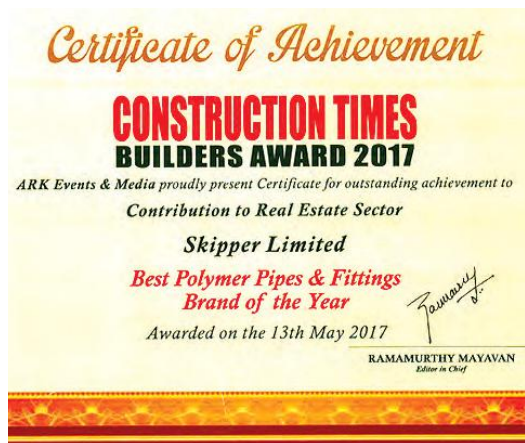 Certificate of Achievement
CONSTRUCTION TIMES
BUILDERS AWARD 2017
ARK Events & Media proudly present Certificate for outstanding achievement to
Contribution to Real Estate Sector
Skipper Limited
Best Polymer Pipes & Fittings
Brand of the Year
Awarded on the 13th May 2017
RAMAMURTHY MAYAVAN
Editor in Chief